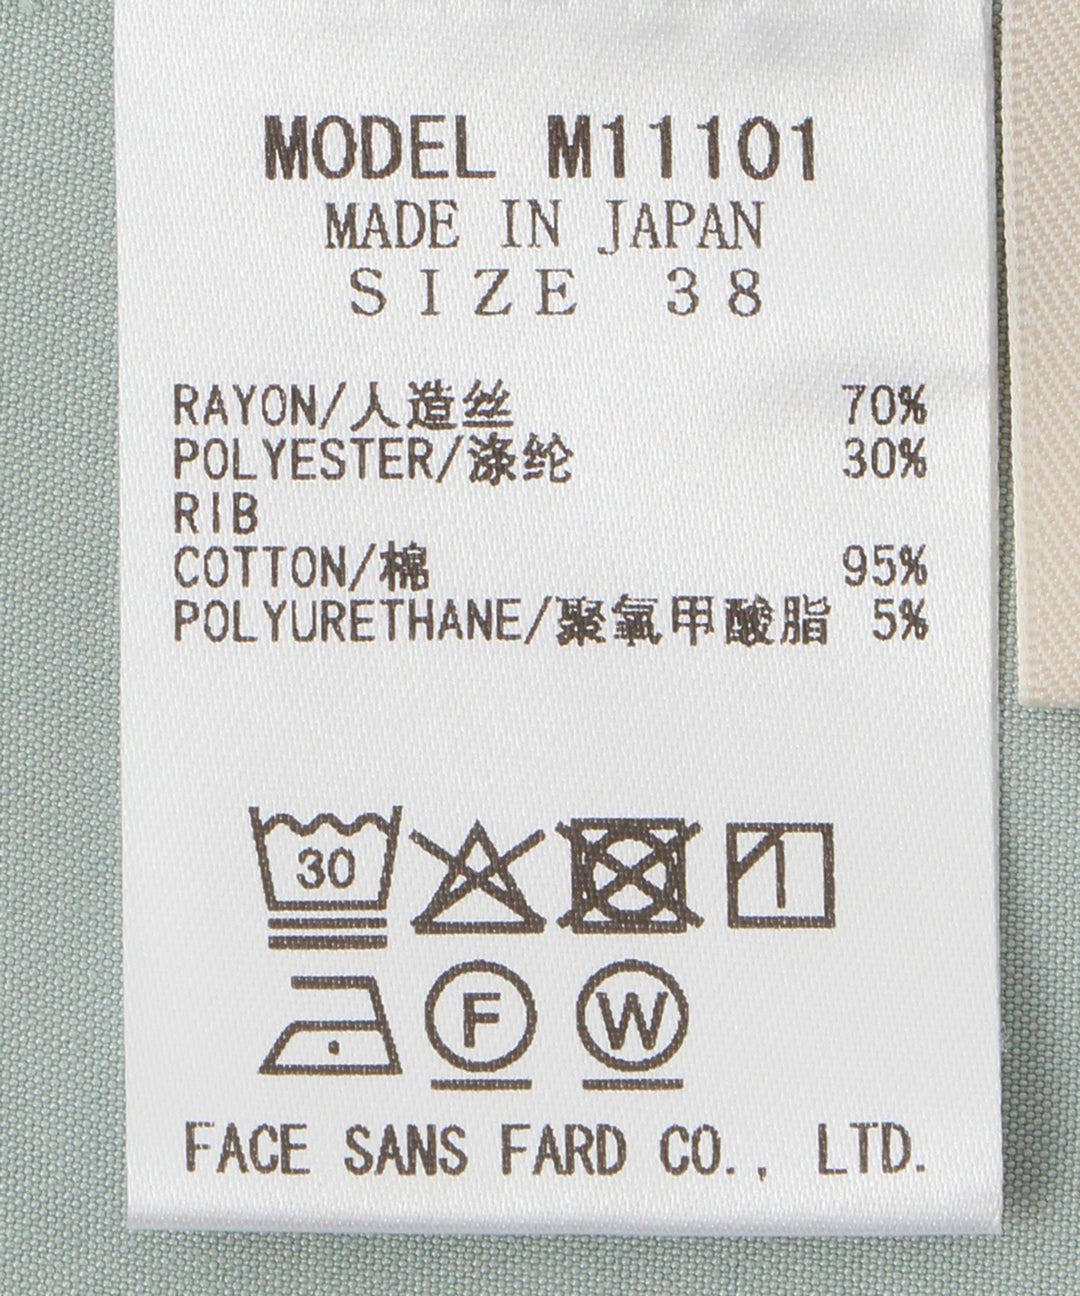 MODEL M11101
MADE IN JAPAN
SIZE 38
RAYON/人造丝 70%
POLYESTER/涤纶 30%
RIB
COTTON/棉 95%
POLYURETHANE/聚氧甲酸脂 5%
30
F W
FACE SANS FARD CO., LTD.